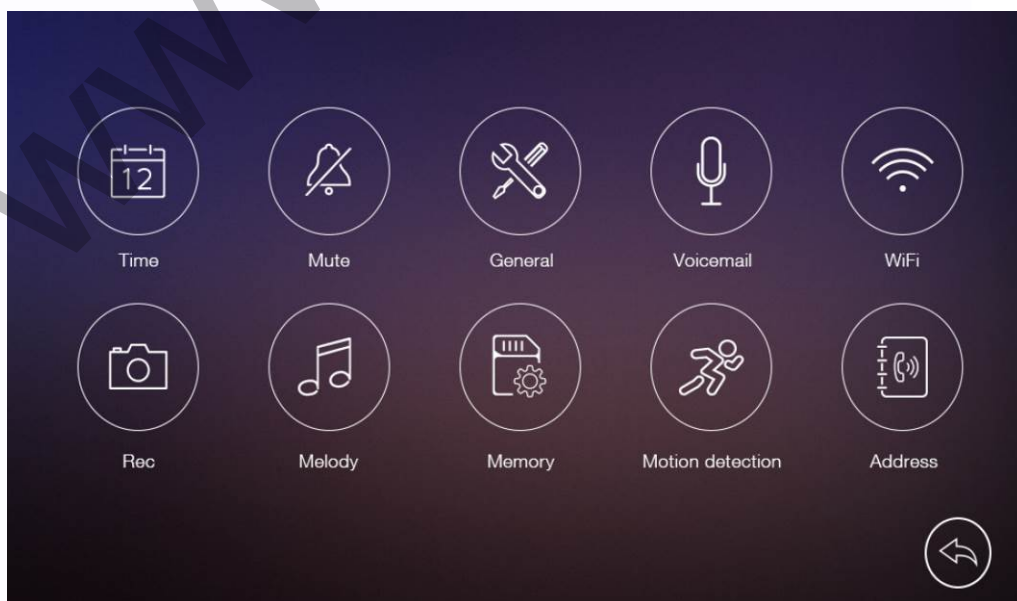 12
Time
Mute
General
Voicemail
WiFi
Rec
Melody
Memory
Motion detection
Address